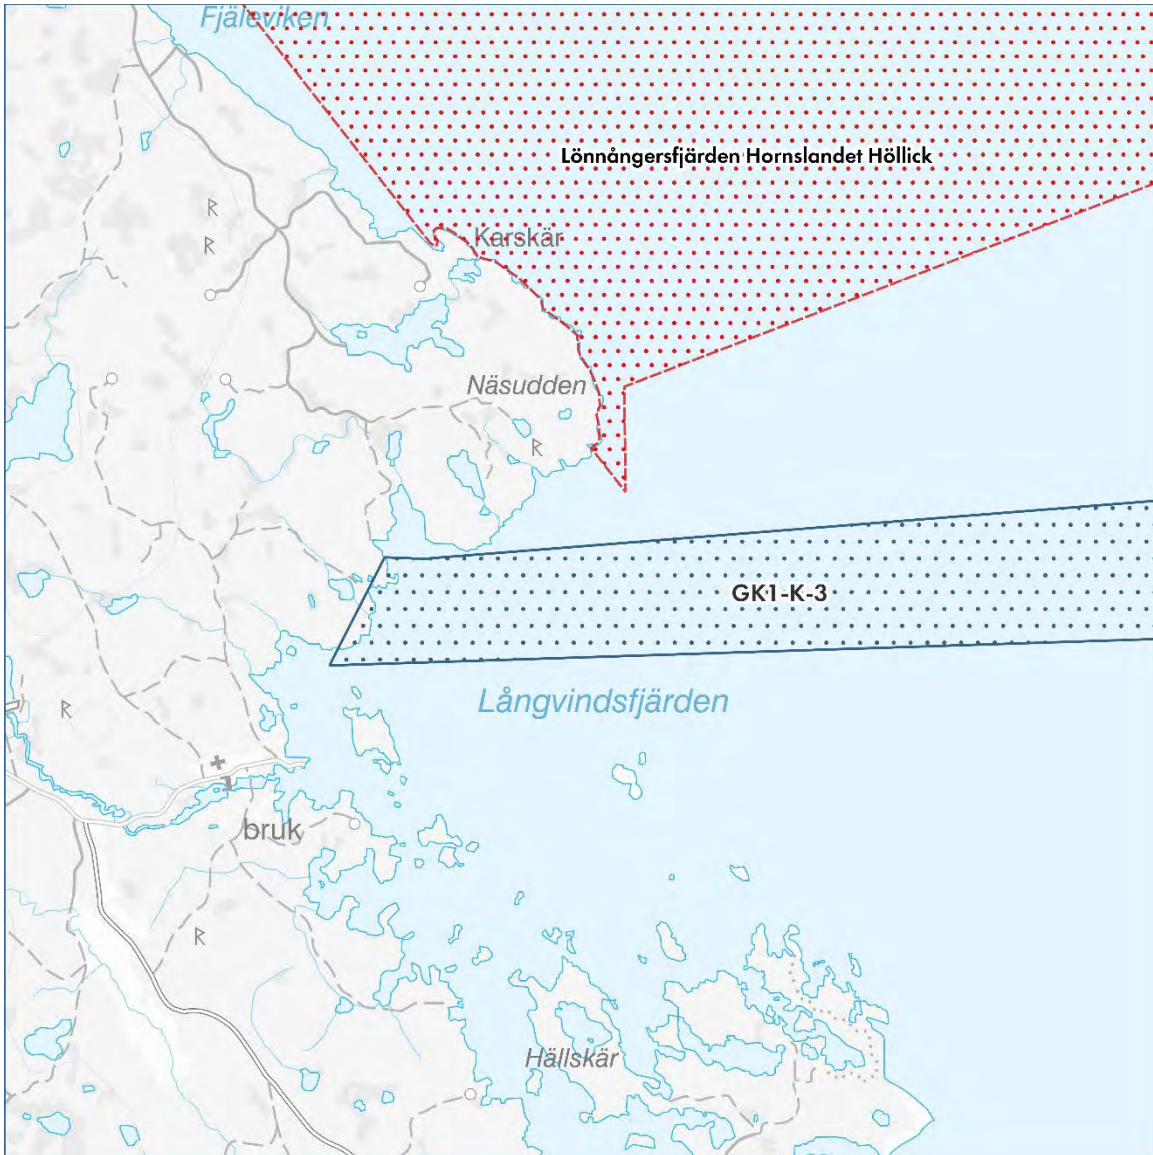 Fjäleviken
Lönnångersfjärden Hornslandet Höllick
R
Karskär
R
Näsudden
R
GK1-K-3
Långvindsfjärden
R
bruk
R
Hällskär